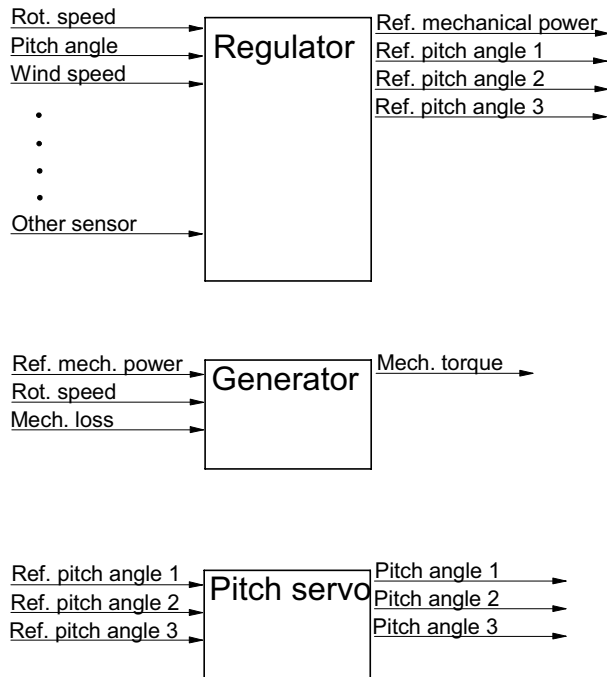 Rot. speed
Pitch angle
Wind speed
Other sensor
Regulator
Ref. mechanical power
Ref. pitch angle 1
Ref. pitch angle 2
Ref. pitch angle 3
Ref. mech. power
Rot. speed
Mech. loss
Generator
Mech. torque
Ref. pitch angle 1
Ref. pitch angle 2
Ref. pitch angle 3
Pitch servo
Pitch angle 1
Pitch angle 2
Pitch angle 3